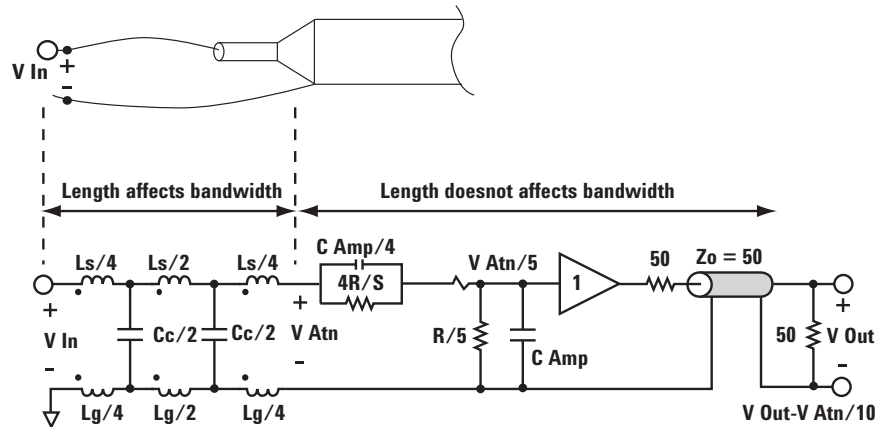 V In
+
-
Length affects bandwidth
Length doesnot affects bandwidth
Ls/4
Ls/2
Ls/4
C Amp/4
4R/S
V Atn/5
1
50
Zo = 50
+
V In
-
Cc/2
Cc/2
+
V Atn
-
R/5
C Amp
50
+
V Out
-
Lg/4
Lg/2
Lg/4
V Out-V Atn/10